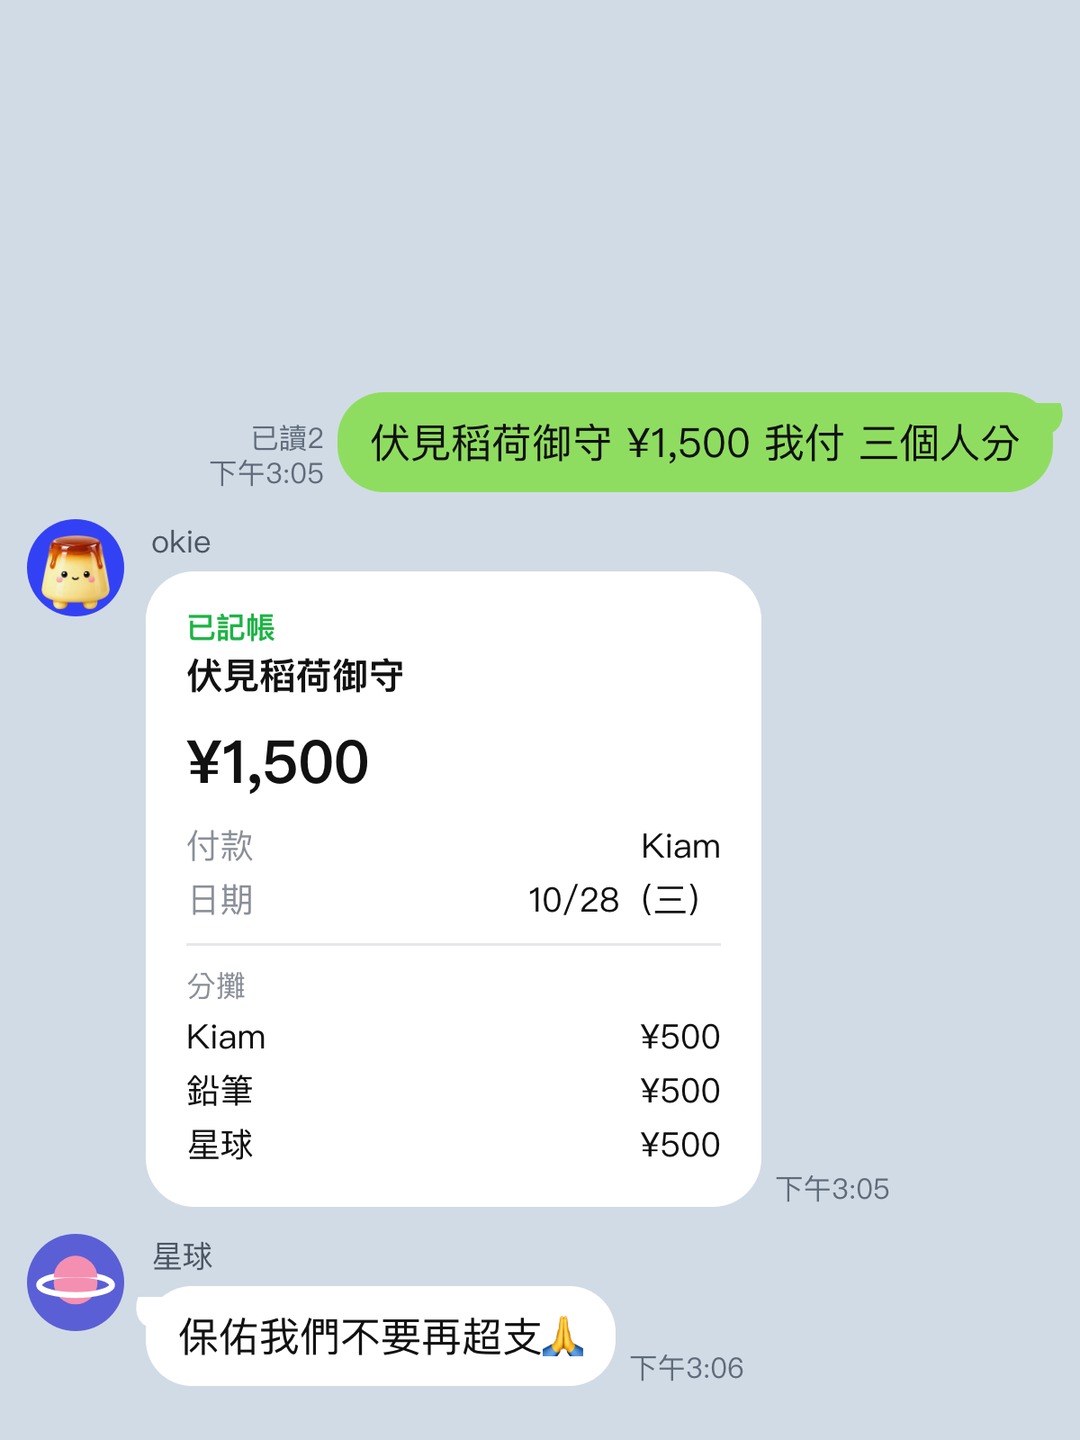 伏見稻荷御守 ¥1,500 我付 三個人分
已讀2
下午3:05
okie
已記帳
伏見稻荷御守
¥1,500
付款 Kiam
日期 10/28（三）
分攤
Kiam ¥500
鉛筆 ¥500
星球 ¥500
下午3:05
星球
保佑我們不要再超支🙏
下午3:06